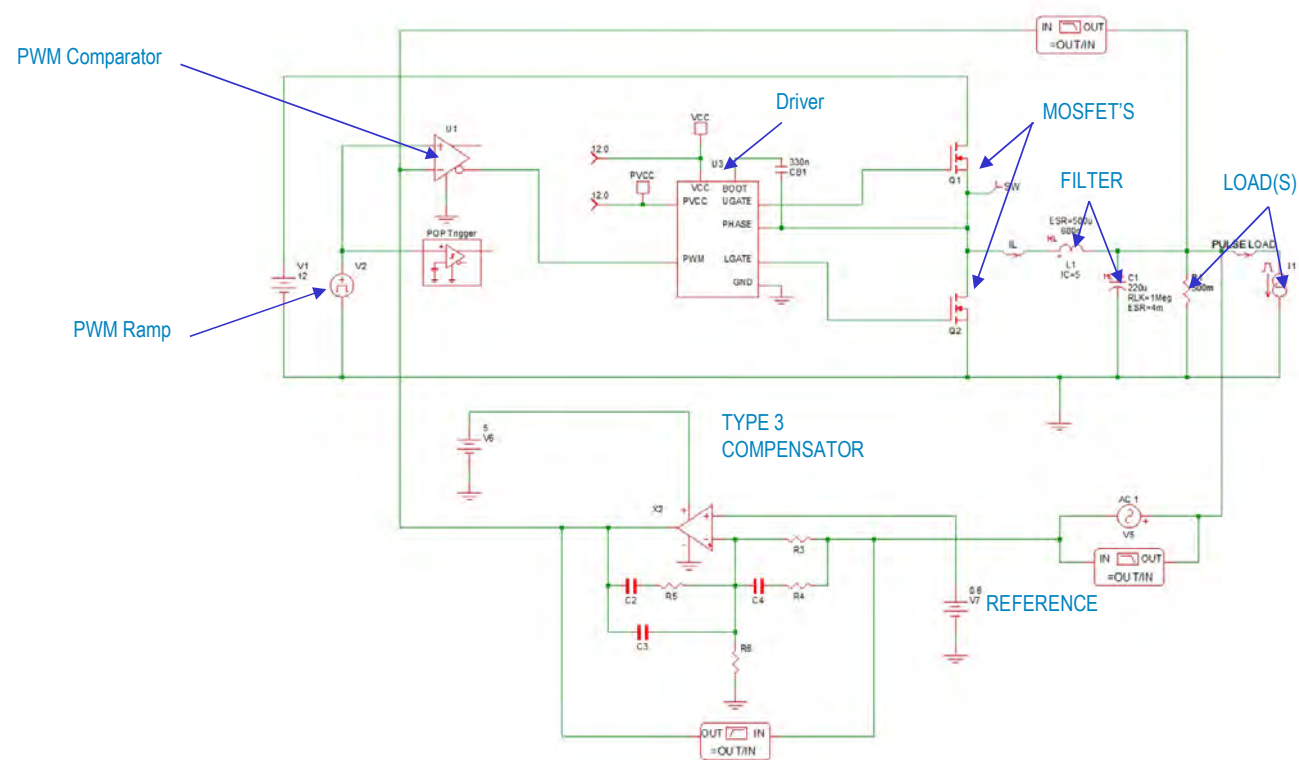 IN OUT
=OUT/IN
PWM Comparator
Driver
MOSFET'S
U1
VCC
12.0
U3
330n
CB1
Q1
SW
FILTER
LOAD(S)
PVCC
12.0
VCC
BOOT
PVCC
UGATE
PHASE
PWM
LGATE
GND
POP Trigger
ESR=500u
IL
L1
IC=5
PULSE LOAD
I1
V1
12
V2
C1
220u
RLK=1Meg
ESR=4m
500m
PWM Ramp
Q2
TYPE 3
COMPENSATOR
5
V6
X2
AC 1
V5
R3
IN OUT
=OUT/IN
C2
R5
C4
R4
V7
REFERENCE
C3
R6
OUT IN
=OUT/IN